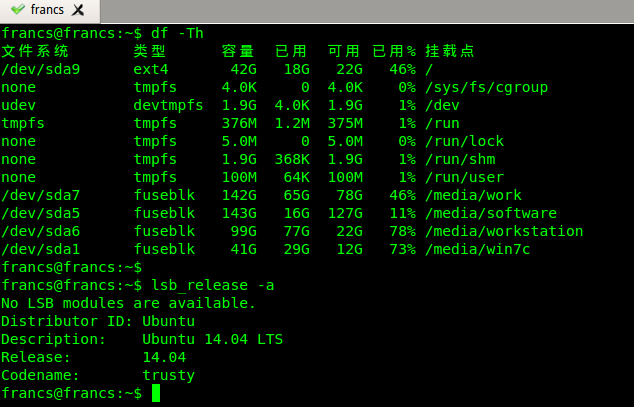 francs
francs@francs:~$ df -Th
文件系统       类型      容量  已用  可用 已用% 挂载点
/dev/sda9      ext4       42G   18G   22G   46% /
none           tmpfs     4.0K     0  4.0K    0% /sys/fs/cgroup
udev           devtmpfs  1.9G  4.0K  1.9G    1% /dev
tmpfs          tmpfs     376M  1.2M  375M    1% /run
none           tmpfs     5.0M     0  5.0M    0% /run/lock
none           tmpfs     1.9G  368K  1.9G    1% /run/shm
none           tmpfs     100M   64K  100M    1% /run/user
/dev/sda7      fuseblk   142G   65G   78G   46% /media/work
/dev/sda5      fuseblk   143G   16G  127G   11% /media/software
/dev/sda6      fuseblk    99G   77G   22G   78% /media/workstation
/dev/sda1      fuseblk    41G   29G   12G   73% /media/win7c
francs@francs:~$
francs@francs:~$ lsb_release -a
No LSB modules are available.
Distributor ID: Ubuntu
Description:    Ubuntu 14.04 LTS
Release:        14.04
Codename:       trusty
francs@francs:~$